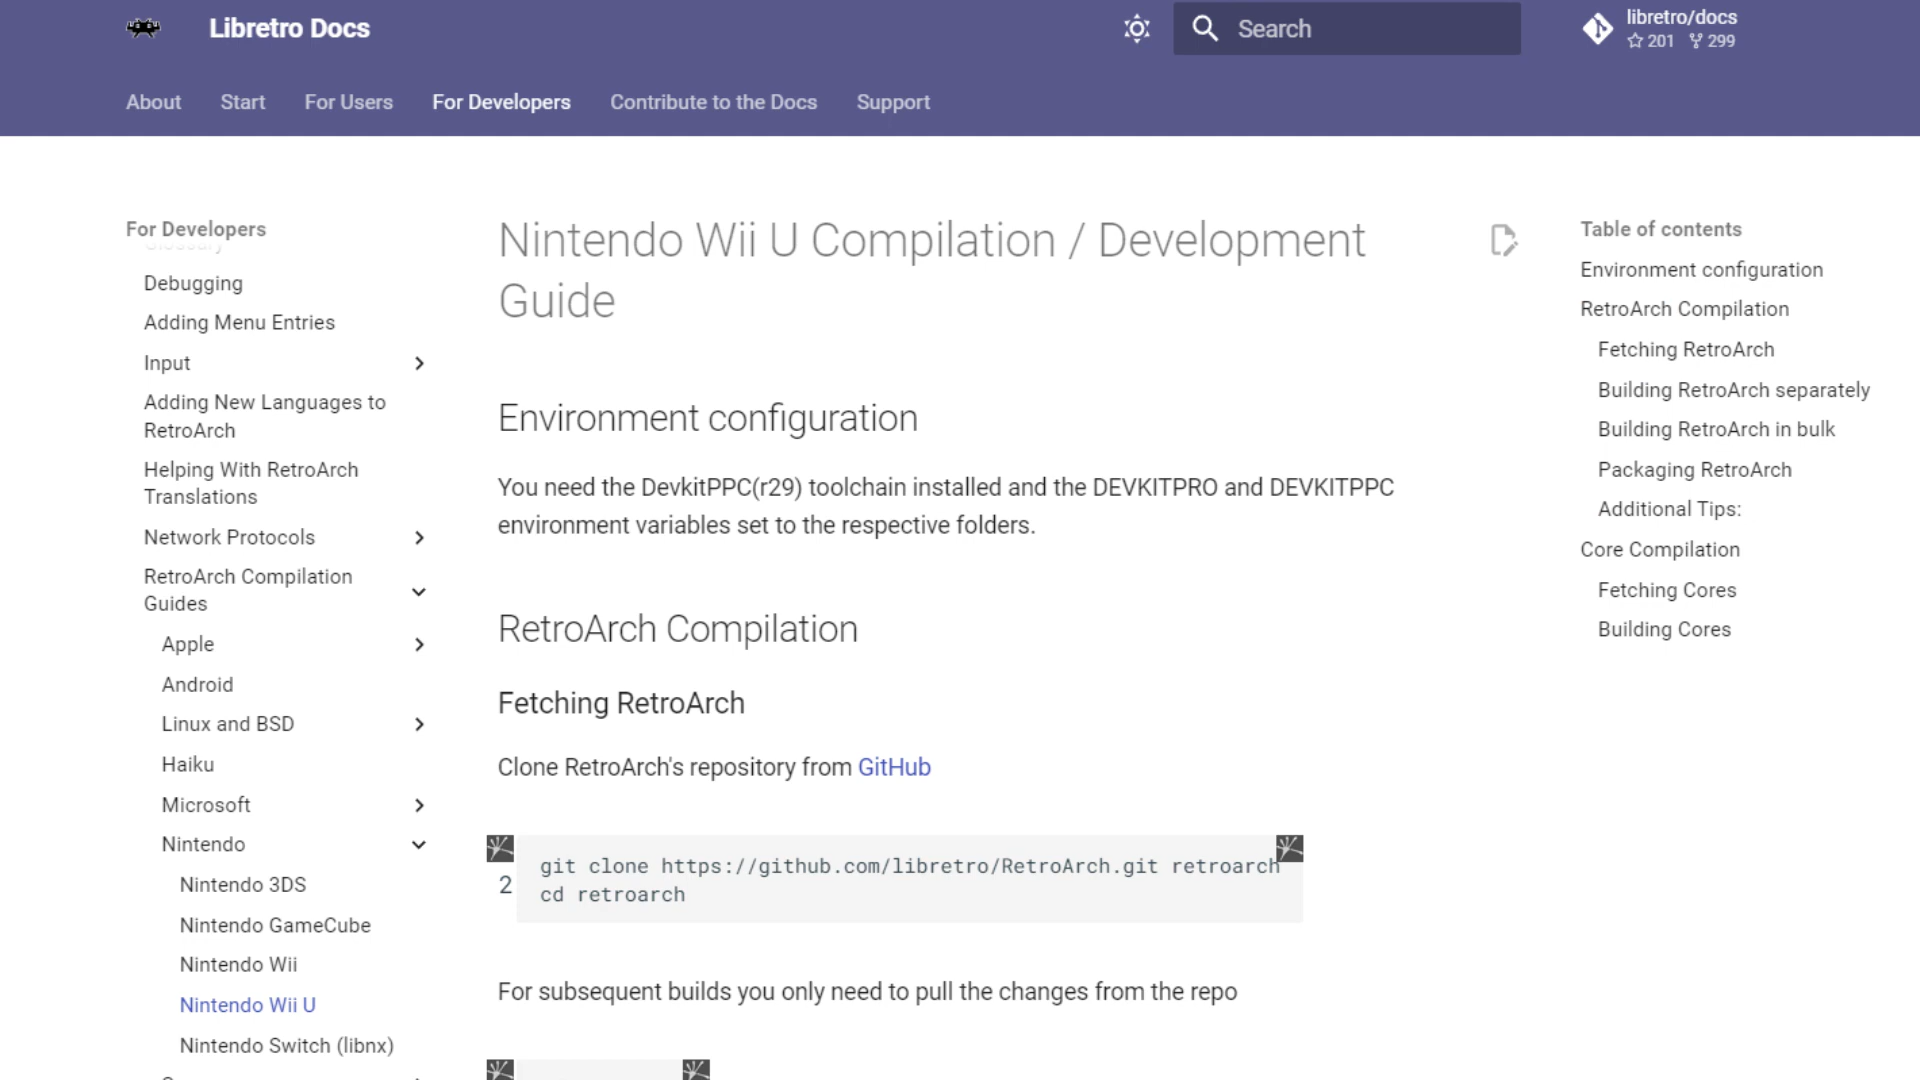 Libretro Docs
Search
libretro/docs
201 299
About Start For Users For Developers Contribute to the Docs Support
For Developers
Glossary
Debugging
Adding Menu Entries
Input
Adding New Languages to
RetroArch
Helping With RetroArch
Translations
Network Protocols
RetroArch Compilation
Guides
Apple
Android
Linux and BSD
Haiku
Microsoft
Nintendo
Nintendo 3DS
Nintendo GameCube
Nintendo Wii
Nintendo Wii U
Nintendo Switch (libnx)
Nintendo Wii U Compilation / Development
Guide
Environment configuration
You need the DevkitPPC(r29) toolchain installed and the DEVKITPRO and DEVKITPPC
environment variables set to the respective folders.
RetroArch Compilation
Fetching RetroArch
Clone RetroArch's repository from GitHub
git clone https://github.com/libretro/RetroArch.git retroarch
2 cd retroarch
For subsequent builds you only need to pull the changes from the repo
Table of contents
Environment configuration
RetroArch Compilation
Fetching RetroArch
Building RetroArch separately
Building RetroArch in bulk
Packaging RetroArch
Additional Tips:
Core Compilation
Fetching Cores
Building Cores